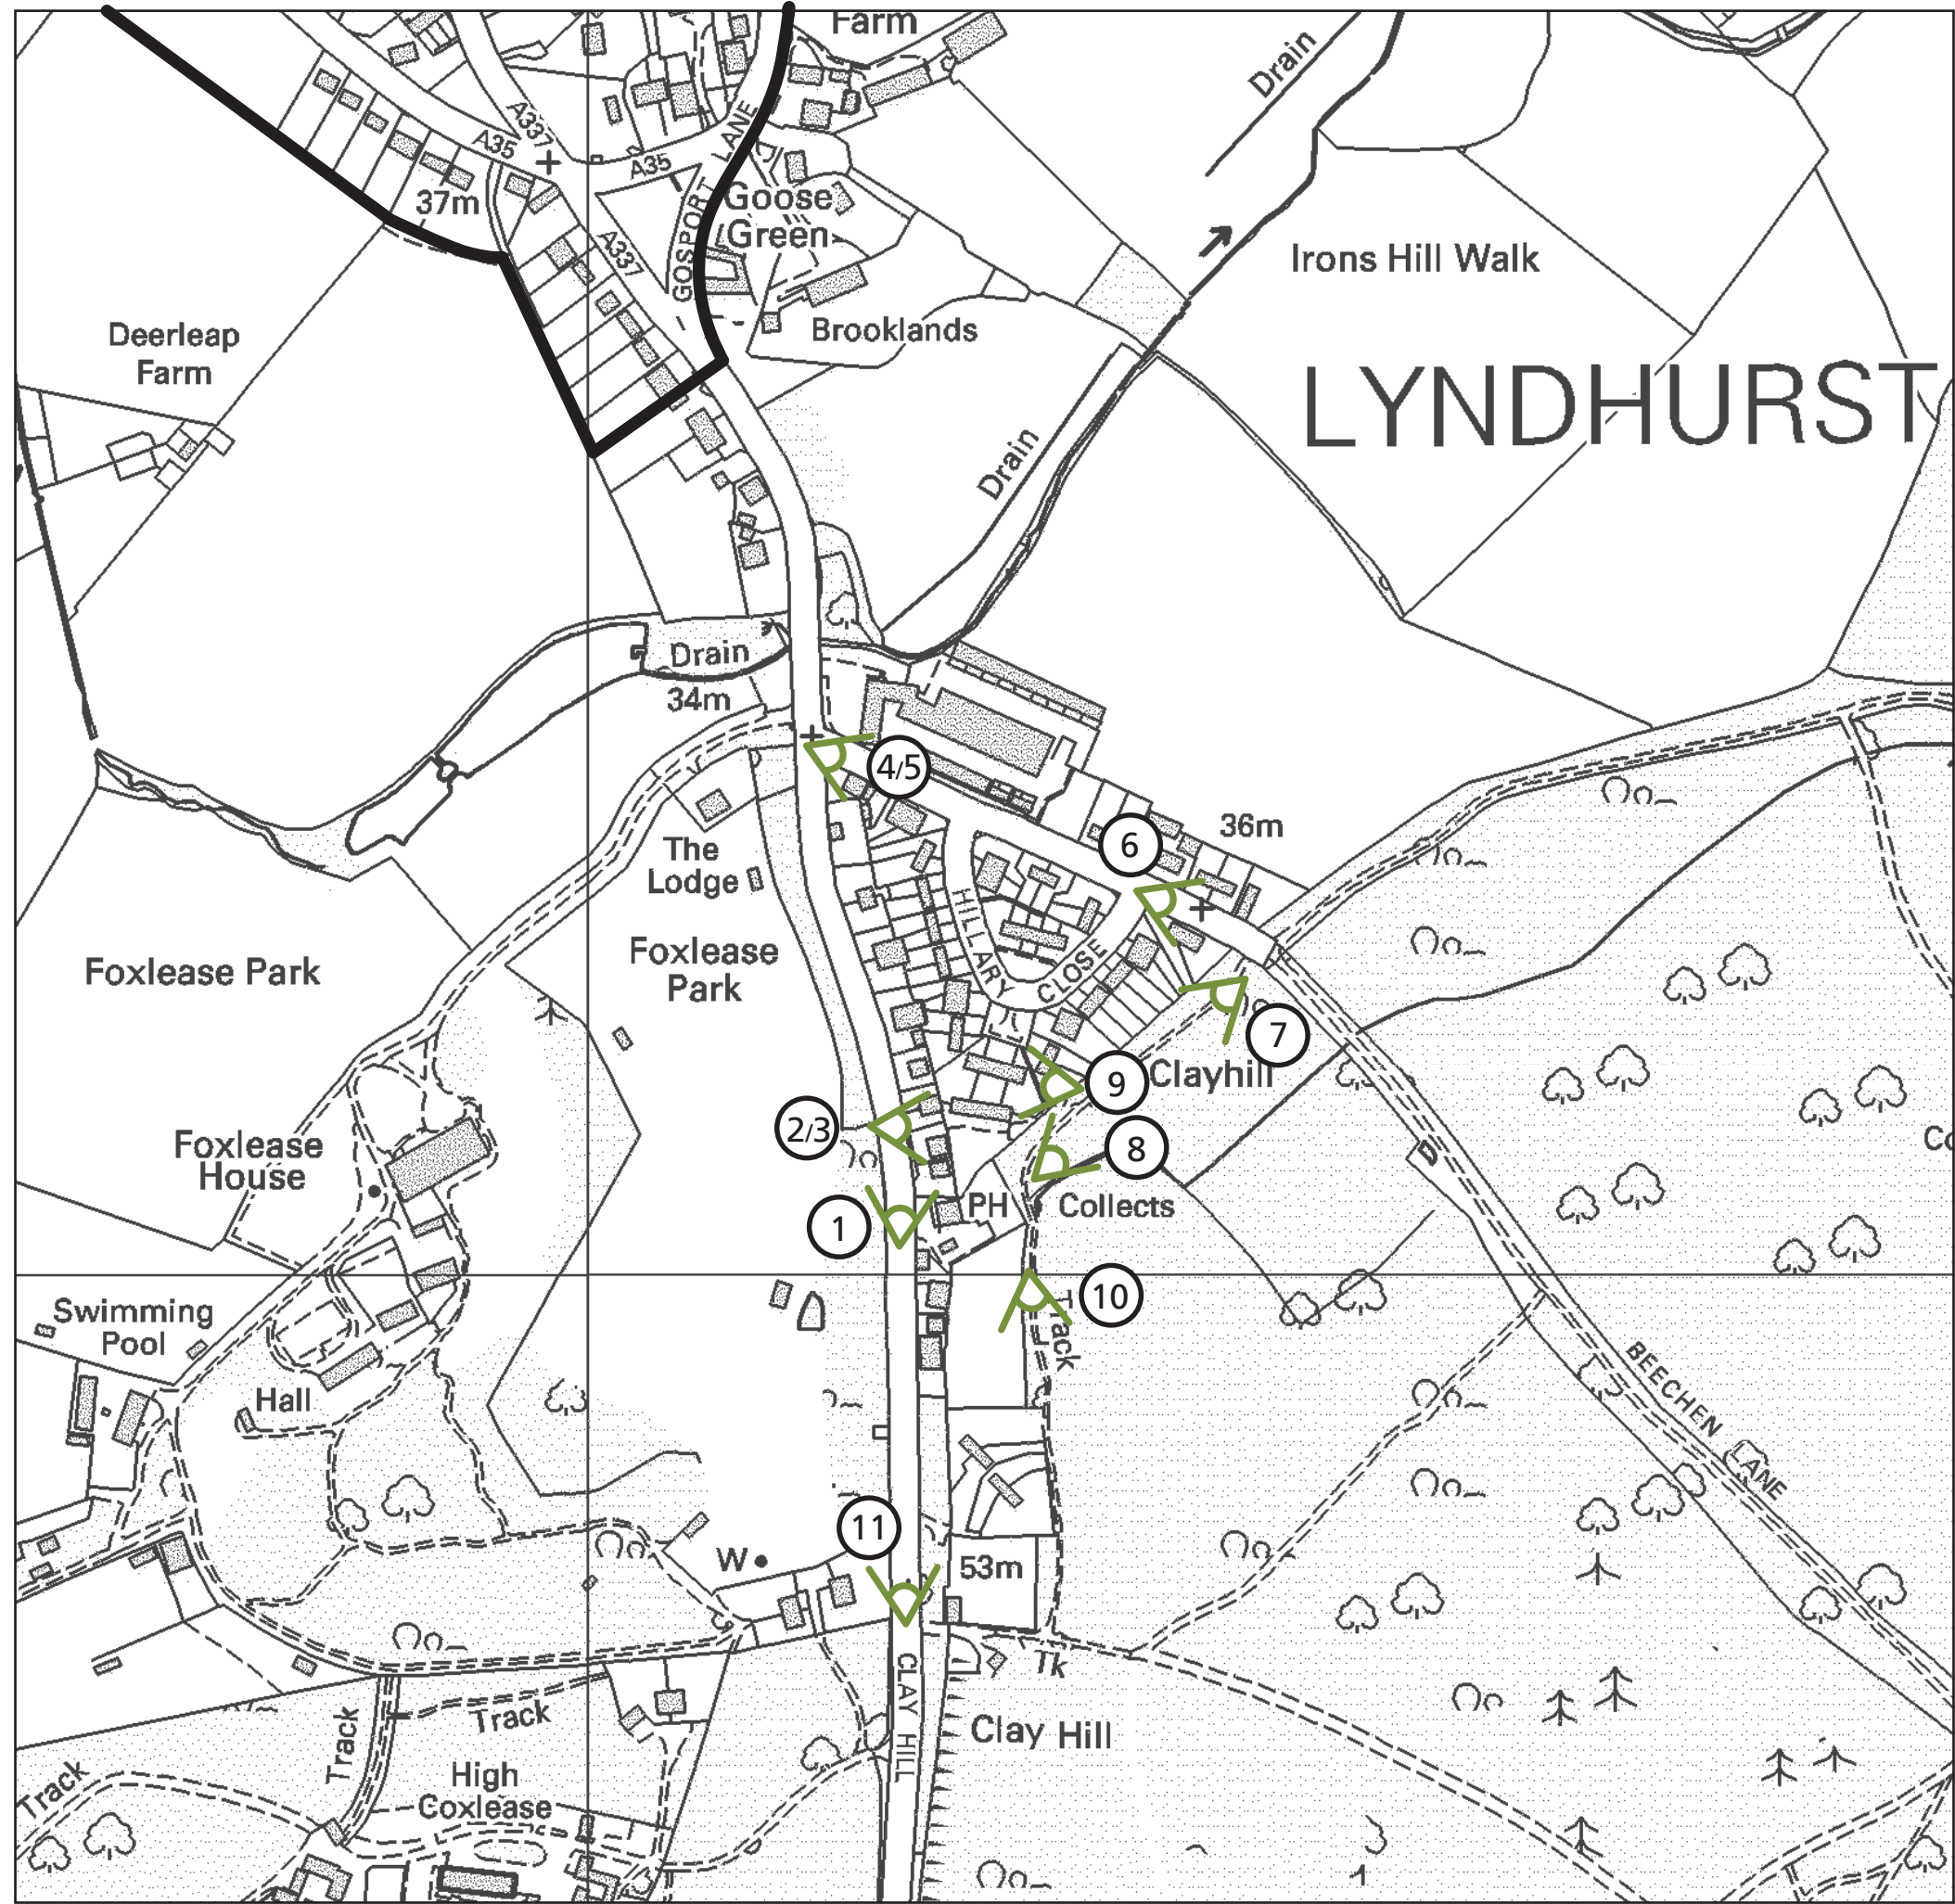 Farm
Drain
A337
A35
A35
GOSPORT LANE
37m
Goose
Green
A337
Irons Hill Walk
Deerleap
Farm
Brooklands
LYNDHURST
Drain
Drain
34m
4/5
36m
6
The
Lodge
HILLARY CLOSE
Foxlease Park
Foxlease
Park
7
9
Clayhill
2/3
8
Foxlease
House
PH
Collects
1
10
Track
Swimming
Pool
BEECHEN LANE
Hall
11
W
53m
CLAY HILL
Tk
Track
Track
Clay Hill
Track
High
Coxlease